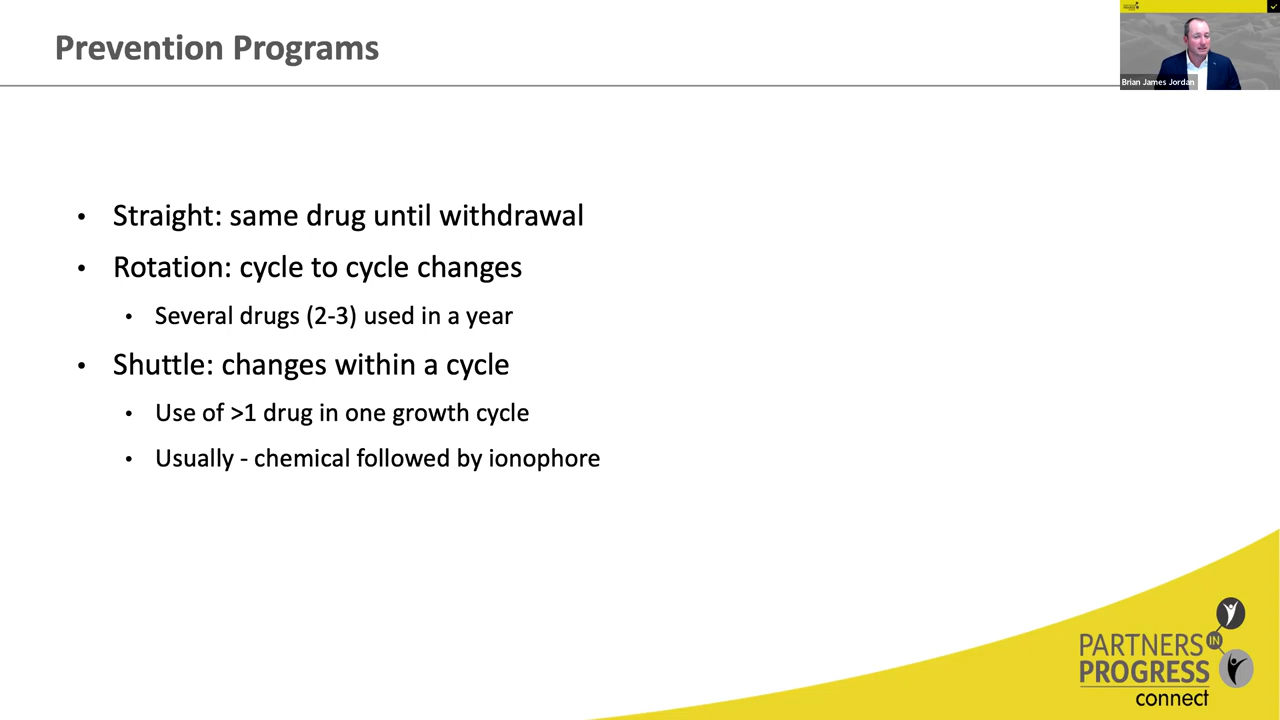 Prevention Programs
Brian James Jordan
• Straight: same drug until withdrawal
• Rotation: cycle to cycle changes
• Several drugs (2-3) used in a year
• Shuttle: changes within a cycle
• Use of >1 drug in one growth cycle
• Usually - chemical followed by ionophore
PARTNERS IN
PROGRESS
connect